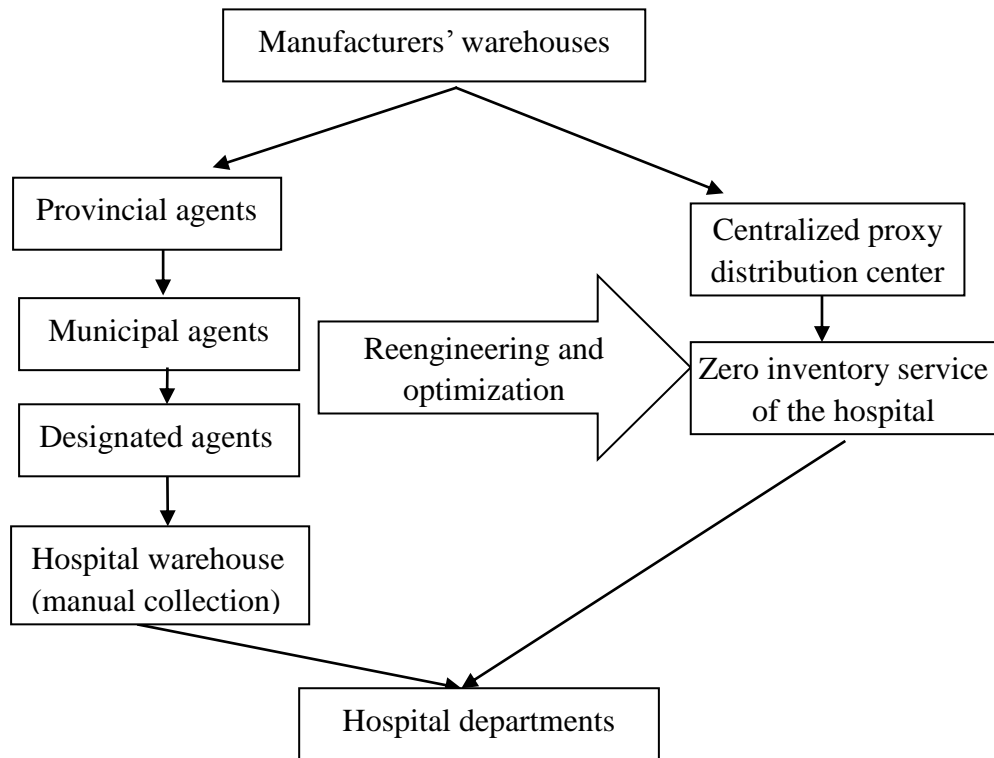 Manufacturers’ warehouses
Provincial agents
Municipal agents
Designated agents
Hospital warehouse
(manual collection)
Reengineering and
optimization
Centralized proxy
distribution center
Zero inventory service
of the hospital
Hospital departments